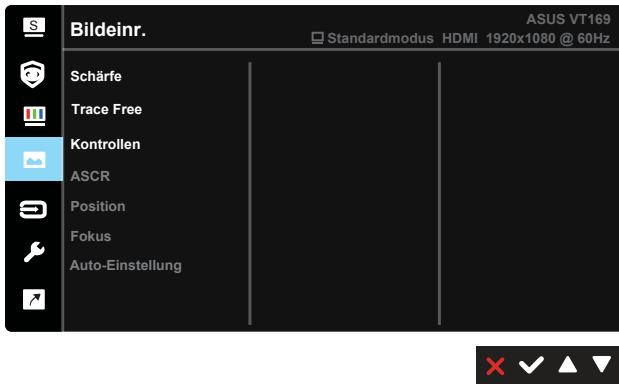 S
Bildeinr.
ASUS VT169
Standardmodus HDMI 1920x1080 @ 60Hz
Schärfe
Trace Free
Kontrollen
ASCR
Position
Fokus
Auto-Einstellung